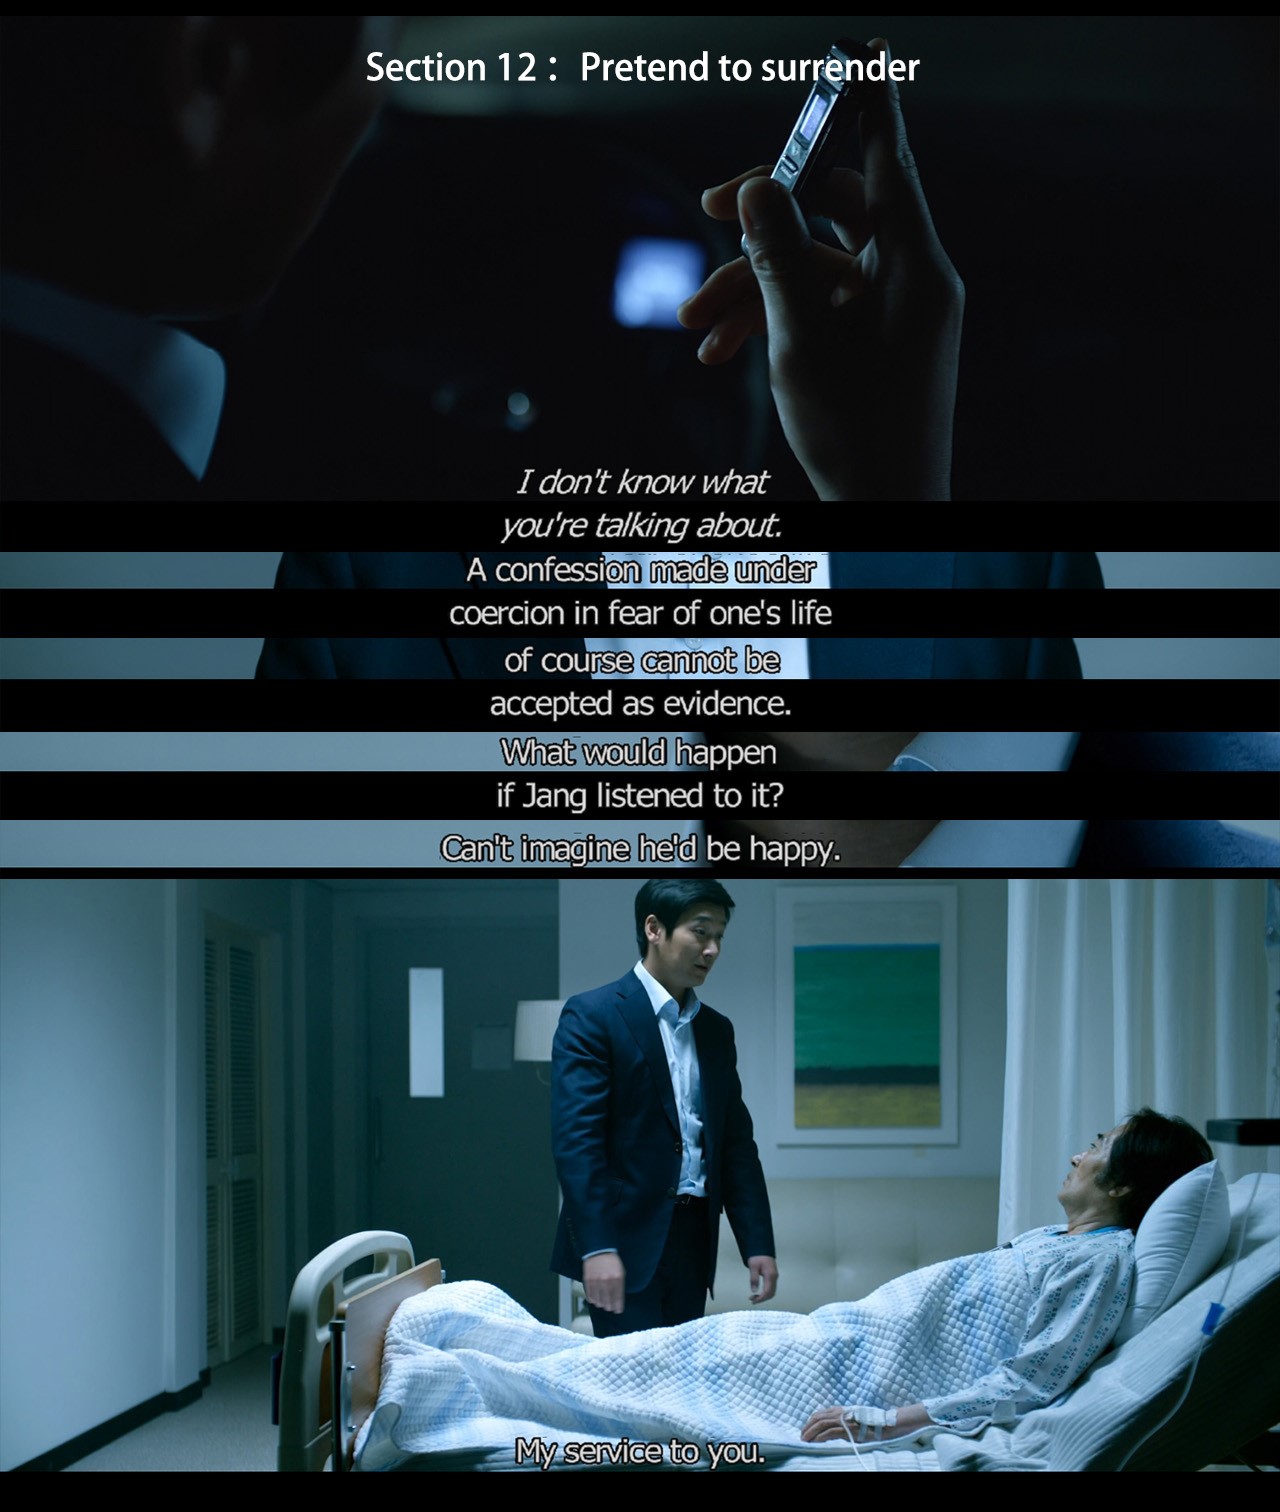 Section 12： Pretend to surrender
I don't know what
you're talking about.
A confession made under
coercion in fear of one's life
of course cannot be
accepted as evidence.
What would happen
if Jang listened to it?
Can't imagine he'd be happy.
My service to you.